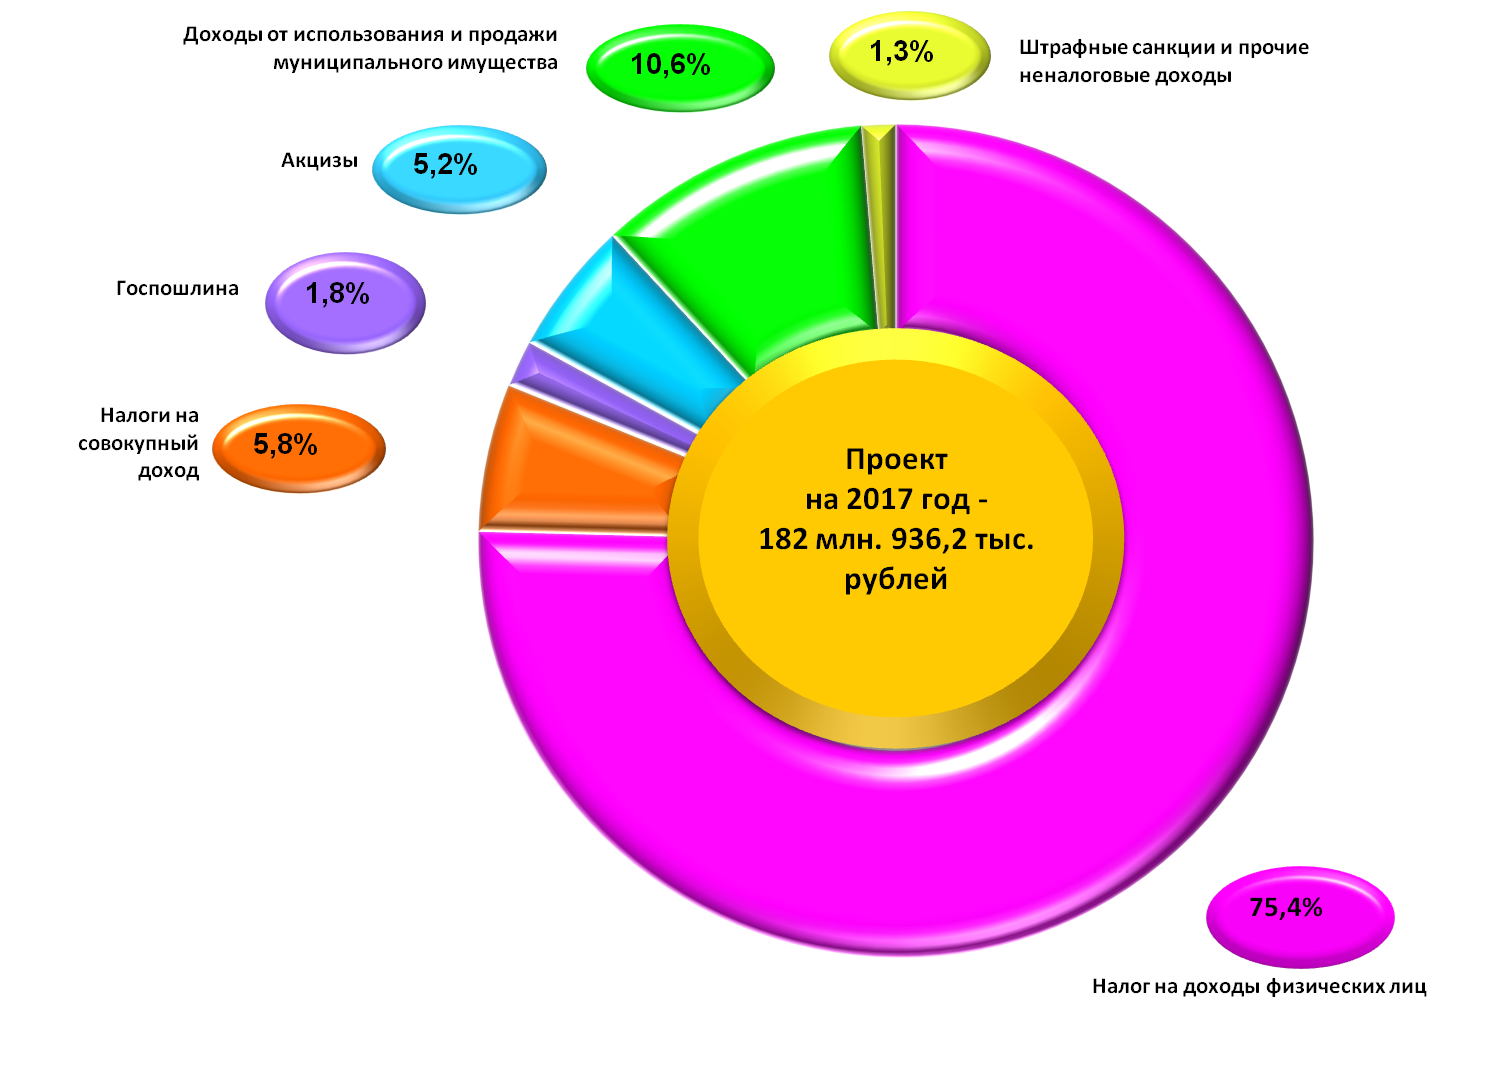 Доходы от использования и продажи
муниципального имущества
10,6%
1,3%
Штрафные санкции и прочие
неналоговые доходы
Акцизы
5,2%
Госпошлина
1,8%
Налоги на
совокупный
доход
5,8%
Проект
на 2017 год -
182 млн. 936,2 тыс.
рублей
75,4%
Налог на доходы физических лиц